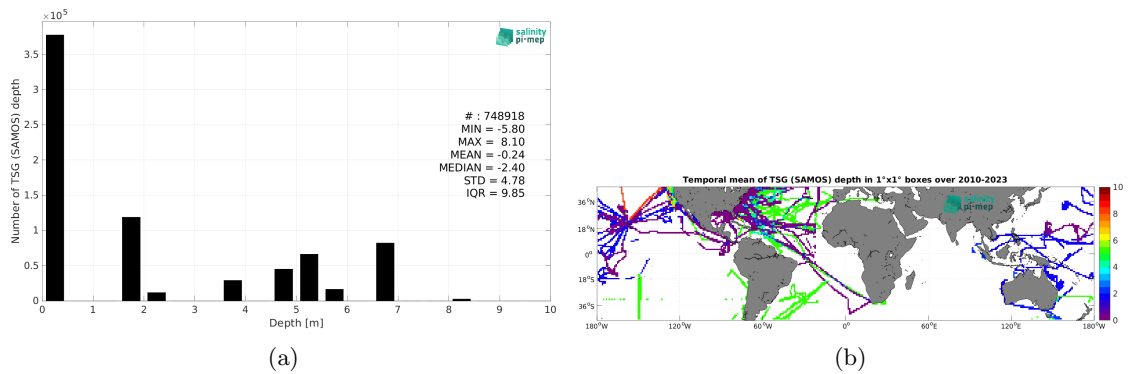 ×10⁵
salinity
pi-mep
Number of TSG (SAMOS) depth
3.5
3
2.5
2
1.5
1
0.5
0
# : 748918
MIN = -5.80
MAX = 8.10
MEAN = -0.24
MEDIAN = -2.40
STD = 4.78
IQR = 9.85
0 1 2 3 4 5 6 7 8 9 10
Depth [m]
(a)
Temporal mean of TSG (SAMOS) depth in 1°x1° boxes over 2010-2023
salinity
pi-mep
36°N
18°N
0°
18°S
36°S
180°W 120°W 60°W 0° 60°E 120°E 180°W
10
8
6
4
2
0
(b)